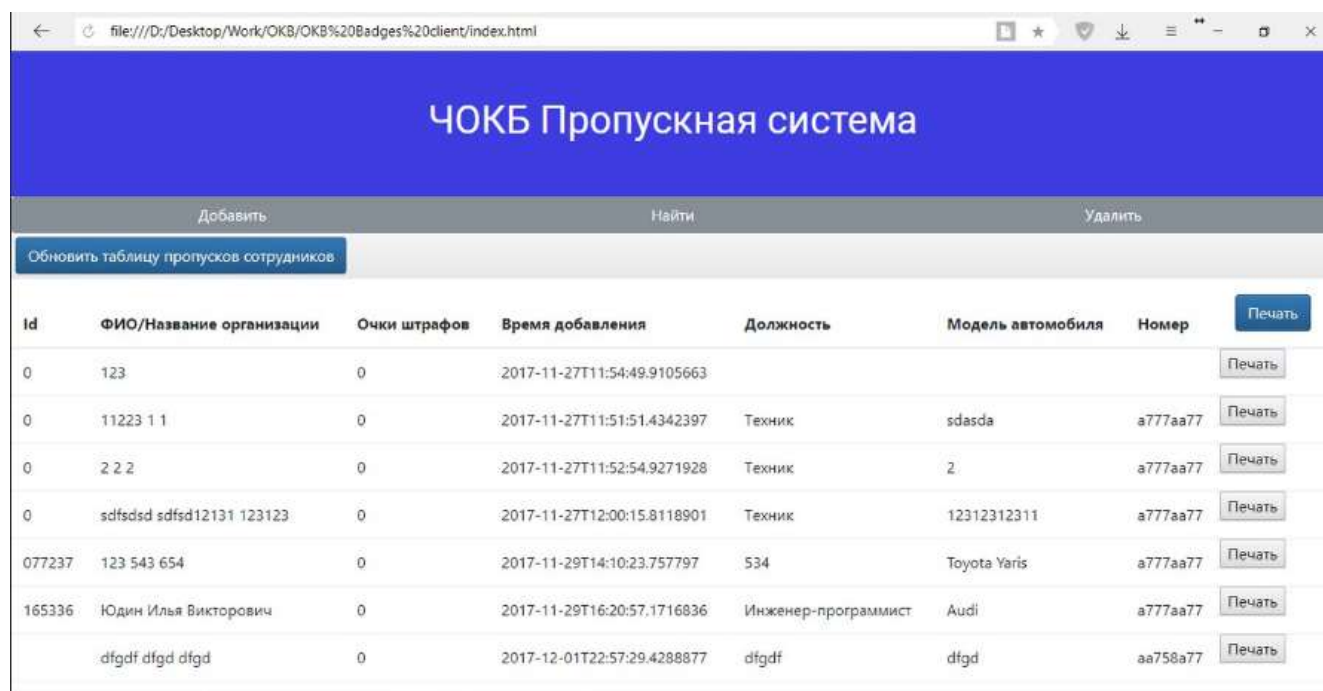 file:///D:/Desktop/Work/OKB/OKB%20Badges%20client/index.html
ЧОКБ Пропускная система
Добавить Найти Удалить
Обновить таблицу пропусков сотрудников
Id ФИО/Название организации Очки штрафов Время добавления Должность Модель автомобиля Номер Печать
0 123 0 2017-11-27T11:54:49.9105663 Печать
0 11223 1 1 0 2017-11-27T11:51:51.4342397 Техник sdasda a777aa77 Печать
0 2 2 2 0 2017-11-27T11:52:54.9271928 Техник 2 a777aa77 Печать
0 sdfsdsd sdfsd12131 123123 0 2017-11-27T12:00:15.8118901 Техник 12312312311 a777aa77 Печать
077237 123 543 654 0 2017-11-29T14:10:23.757797 534 Toyota Yaris a777aa77 Печать
165336 Юдин Илья Викторович 0 2017-11-29T16:20:57.1716836 Инженер-программист Audi a777aa77 Печать
dfgdf dfgd dfgd 0 2017-12-01T22:57:29.4288877 dfgdf dfgd aa758a77 Печать